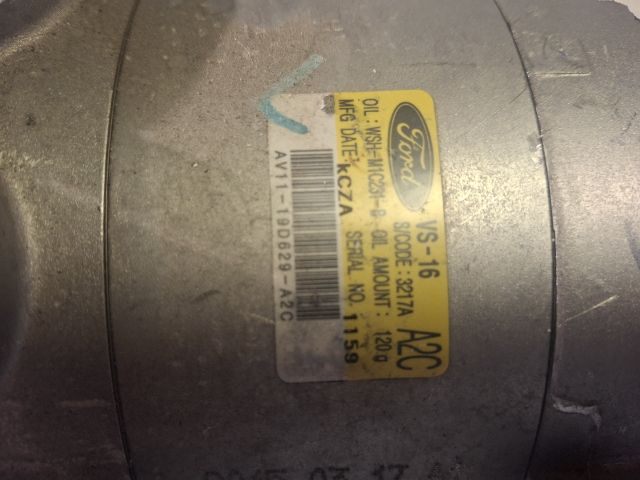 Ford
VS-16
A2C
S/CODE : 3217A
OIL : WSH-M1C231-B OIL AMOUNT : 120g
MFG DATE kCZA SERIAL NO. 1159
AV11-19D629-A2C